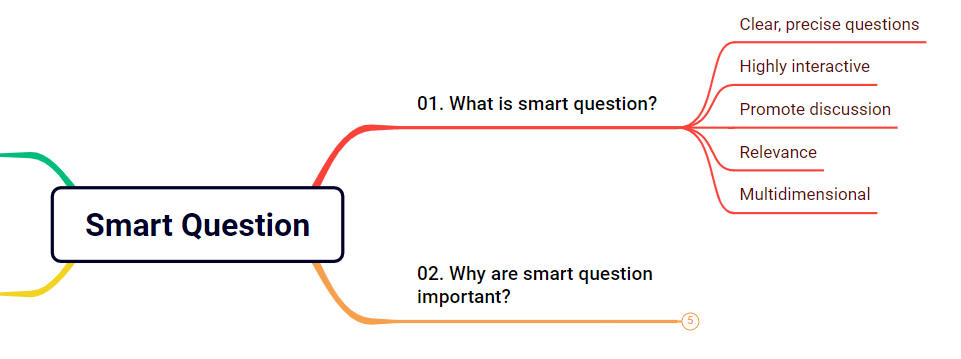 Smart Question
01. What is smart question?
Clear, precise questions
Highly interactive
Promote discussion
Relevance
Multidimensional
02. Why are smart question
important?
5